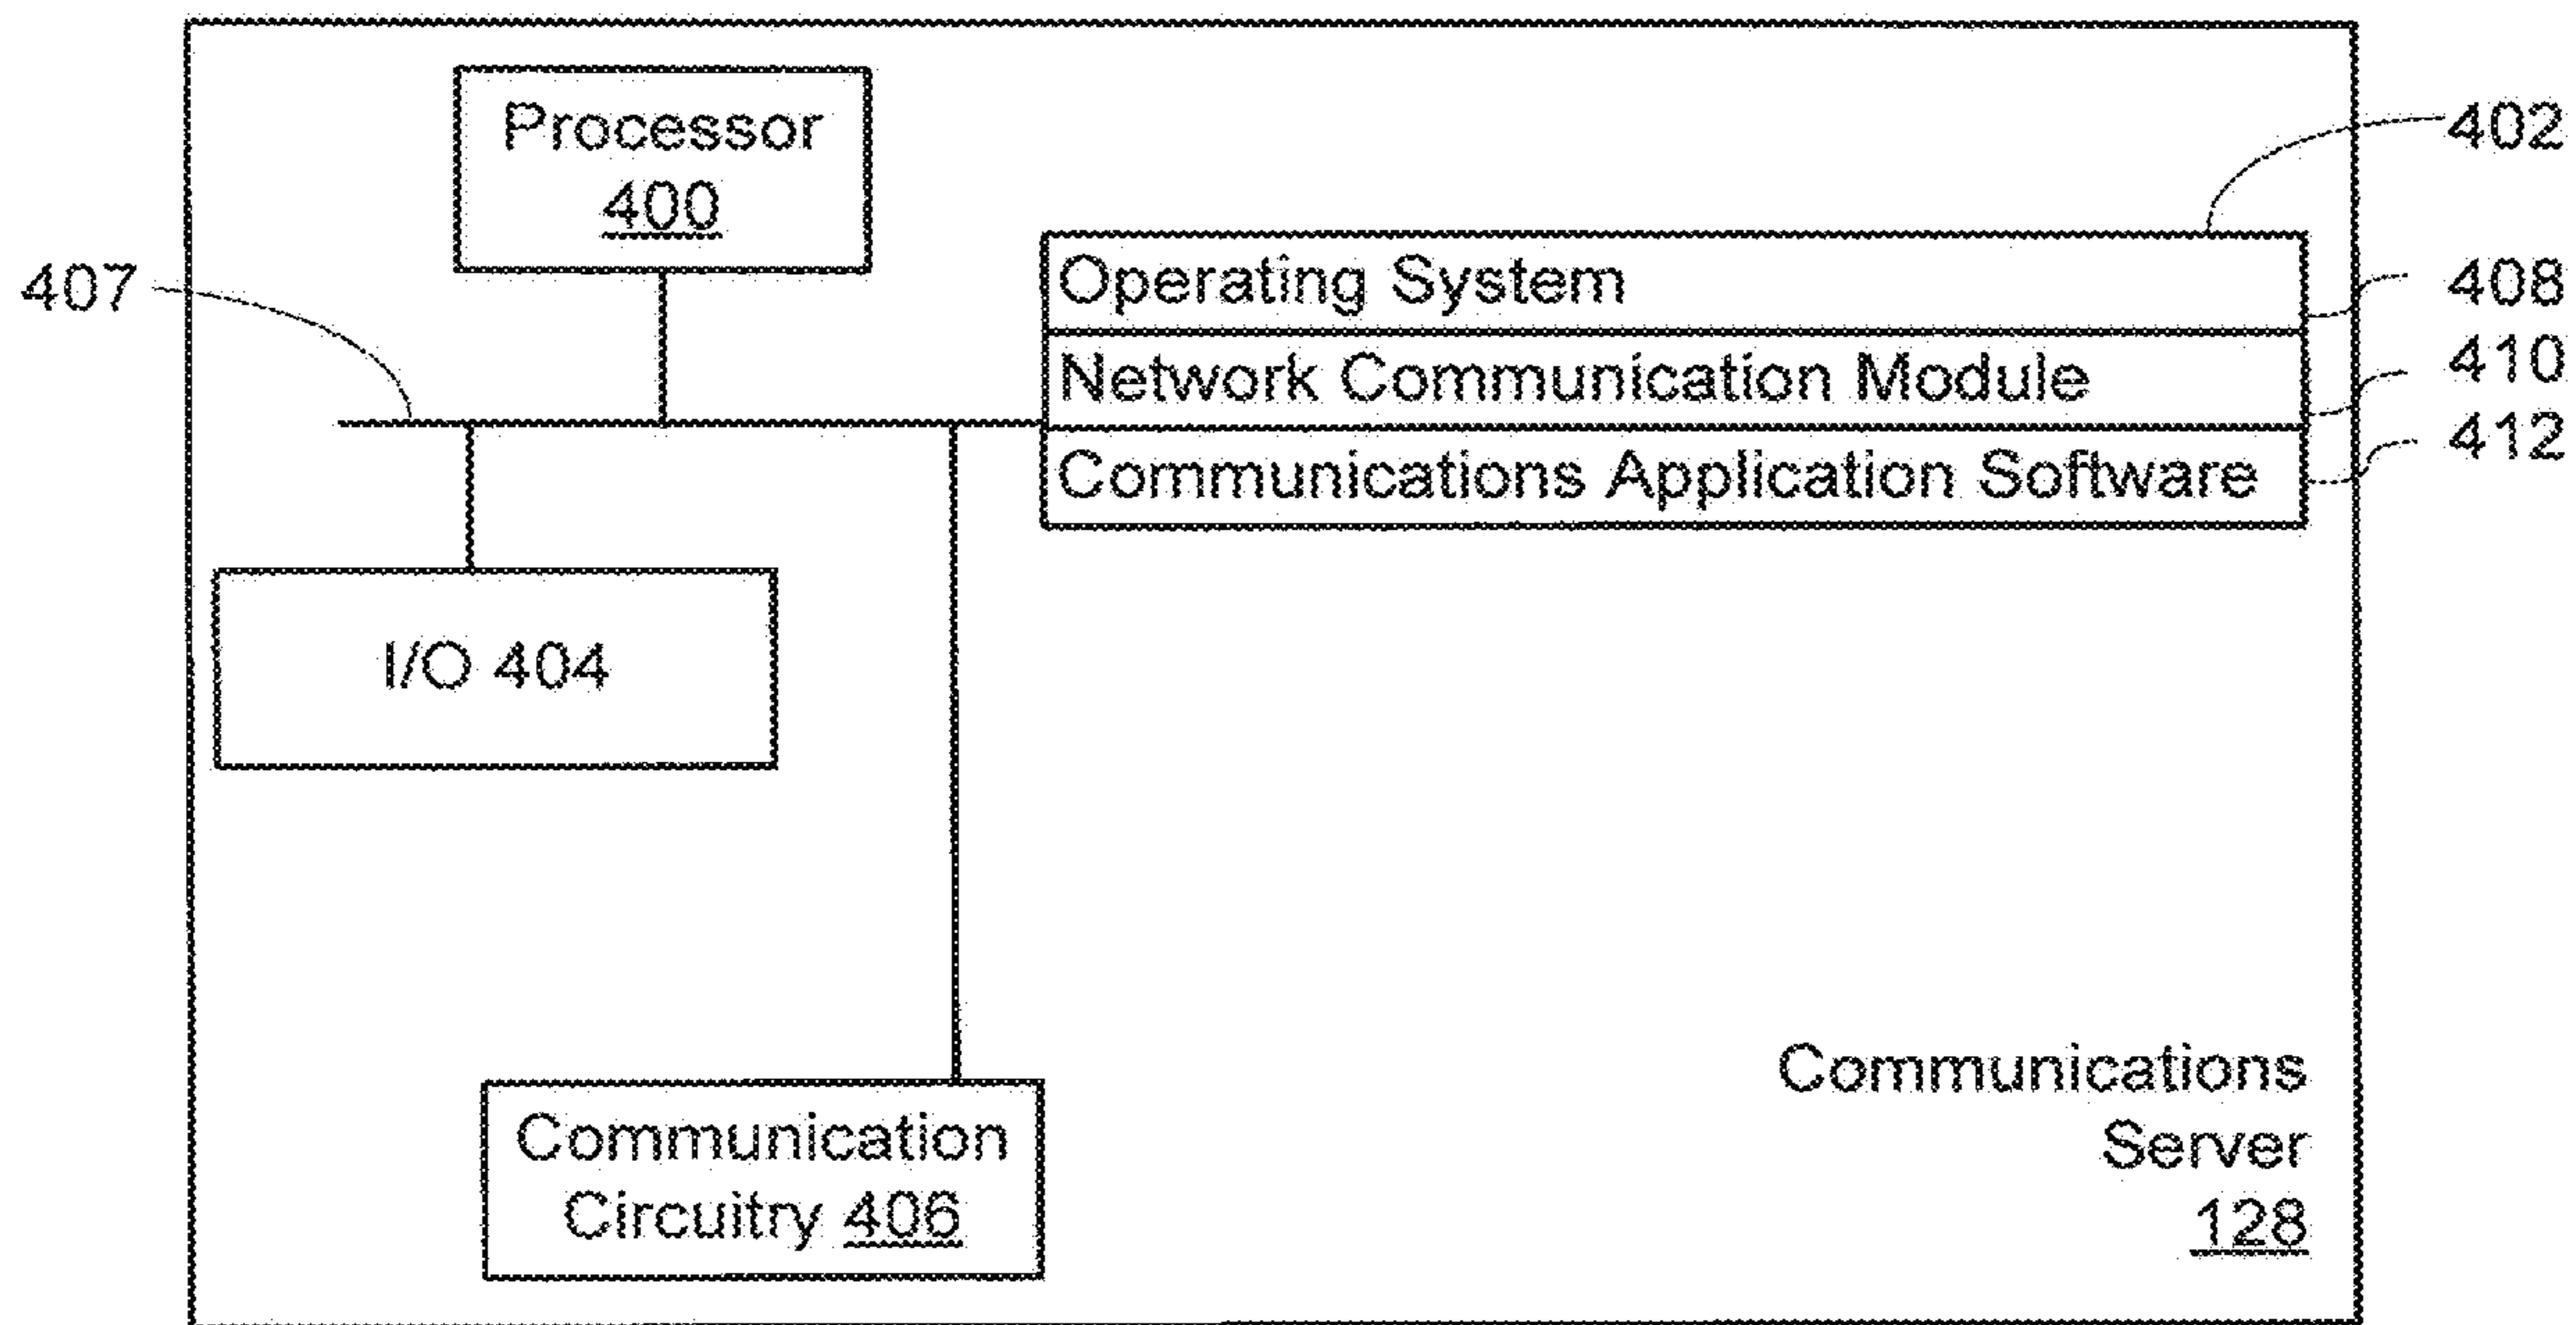 Processor
400
402
407
Operating System
408
Network Communication Module
410
Communications Application Software
412
I/O 404
Communication
Circuitry 406
Communications
Server
128